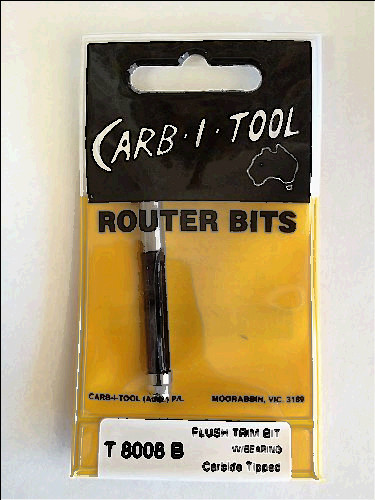 CARB·I·TOOL
ROUTER BITS
CARB-I-TOOL (Aust.) P/L
MOORABBIN, VIC. 3189
T 8008 B
FLUSH TRIM BIT
W/BEARING
Carbide Tipped